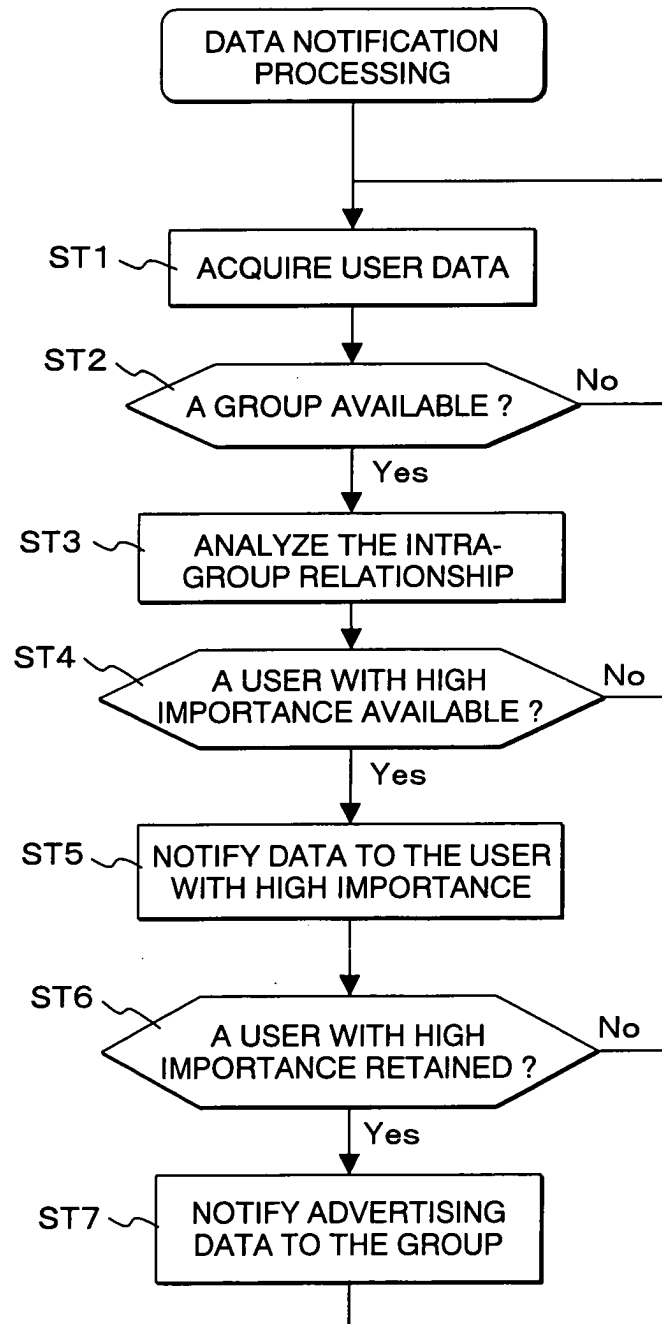 DATA NOTIFICATION
PROCESSING
ST1
ACQUIRE USER DATA
ST2
A GROUP AVAILABLE ?
No
Yes
ST3
ANALYZE THE INTRA-
GROUP RELATIONSHIP
ST4
A USER WITH HIGH
IMPORTANCE AVAILABLE ?
No
Yes
ST5
NOTIFY DATA TO THE USER
WITH HIGH IMPORTANCE
ST6
A USER WITH HIGH
IMPORTANCE RETAINED ?
No
Yes
ST7
NOTIFY ADVERTISING
DATA TO THE GROUP